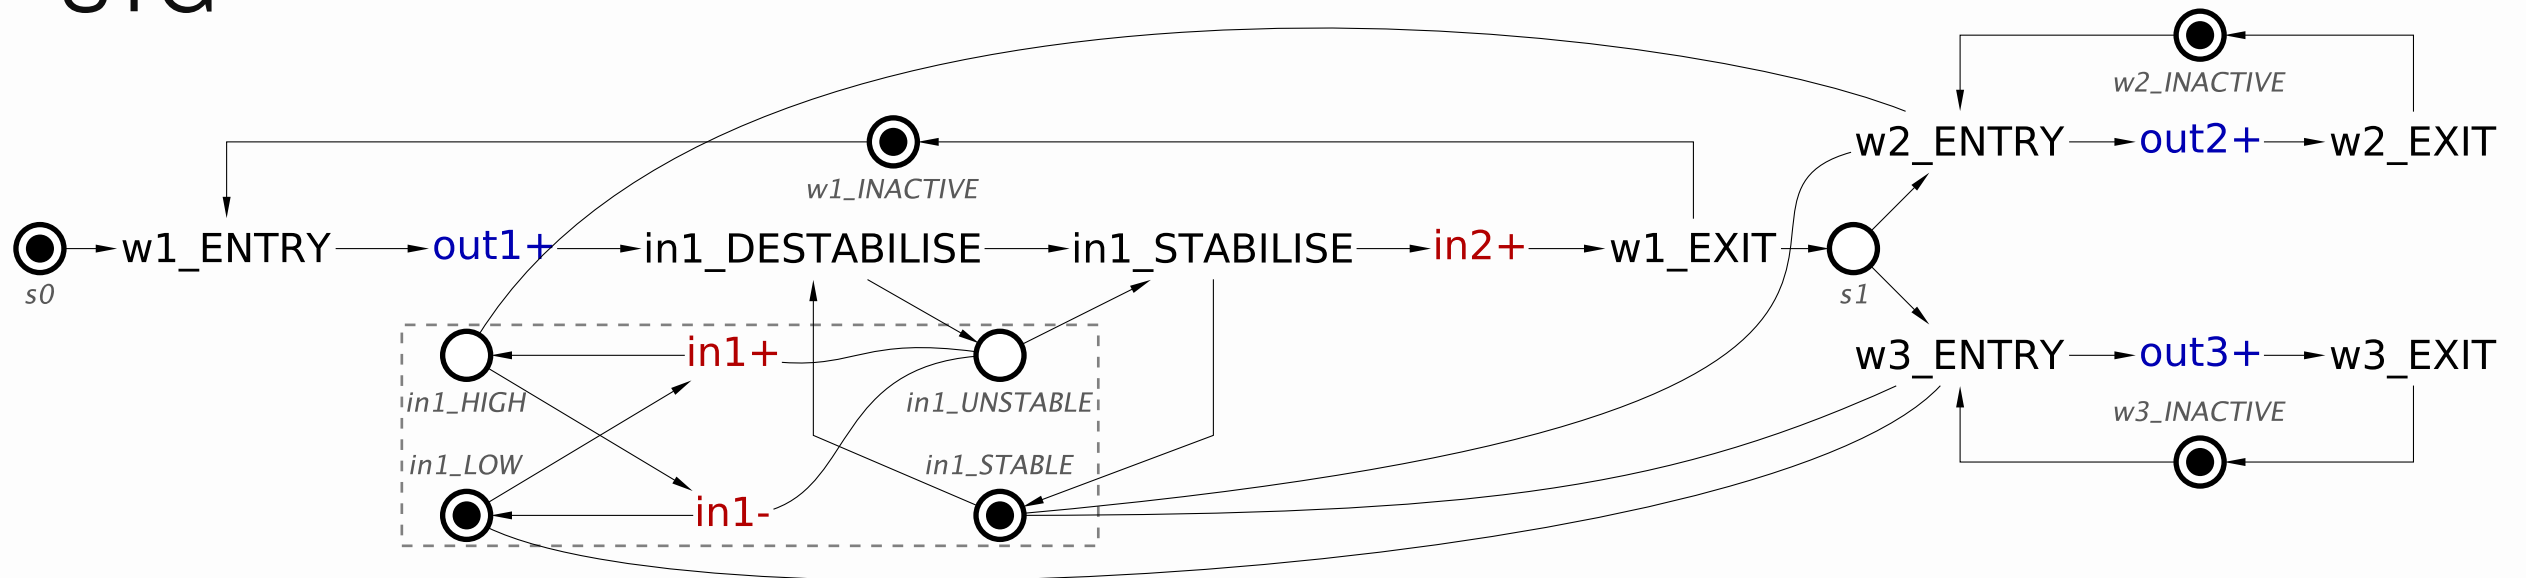 w2_INACTIVE
w2_ENTRY out2+ w2_EXIT
w1_INACTIVE
w1_ENTRY out1+ in1_DESTABILISE in1_STABILISE in2+ w1_EXIT
s0 s1
in1+ w3_ENTRY out3+ w3_EXIT
in1_HIGH in1_UNSTABLE w3_INACTIVE
in1_LOW in1_STABLE
in1-